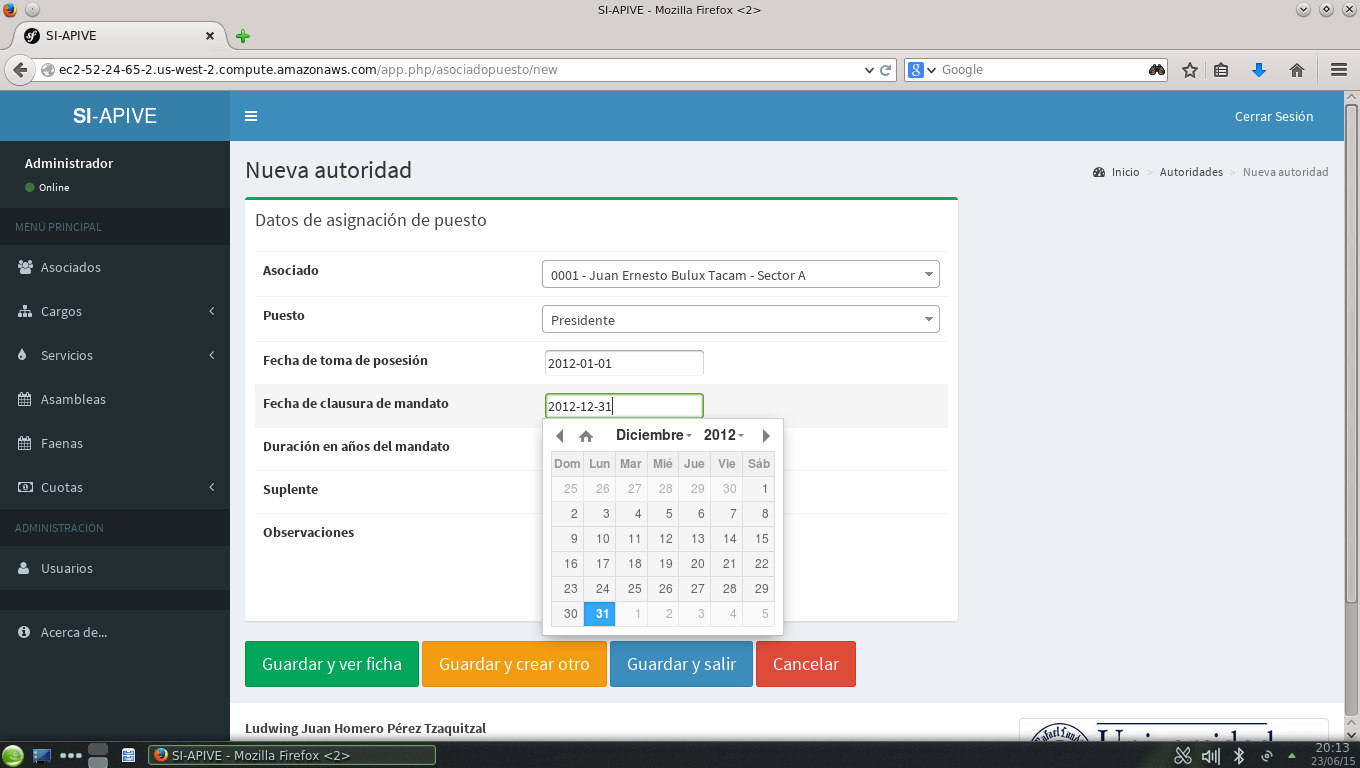 SI-APIVE - Mozilla Firefox <2>
SI-APIVE
ec2-52-24-65-2.us-west-2.compute.amazonaws.com/app.php/asociadopuesto/new
Google
SI-APIVE
Cerrar Sesión
Administrador
Online
MENÚ PRINCIPAL
Asociados
Cargos
Servicios
Asambleas
Faenas
Cuotas
ADMINISTRACIÓN
Usuarios
Acerca de...
Nueva autoridad
Inicio > Autoridades > Nueva autoridad
Datos de asignación de puesto
Asociado 0001 - Juan Ernesto Bulux Tacam - Sector A
Puesto Presidente
Fecha de toma de posesión 2012-01-01
Fecha de clausura de mandato 2012-12-31
Duración en años del mandato
Suplente
Observaciones
Diciembre 2012
Dom Lun Mar Mié Jue Vie Sáb
25 26 27 28 29 30 1
2 3 4 5 6 7 8
9 10 11 12 13 14 15
16 17 18 19 20 21 22
23 24 25 26 27 28 29
30 31 1 2 3 4 5
Guardar y ver ficha Guardar y crear otro Guardar y salir Cancelar
Ludwing Juan Homero Pérez Tzaquitzal
SI-APIVE - Mozilla Firefox <2>
20:13
23/06/15